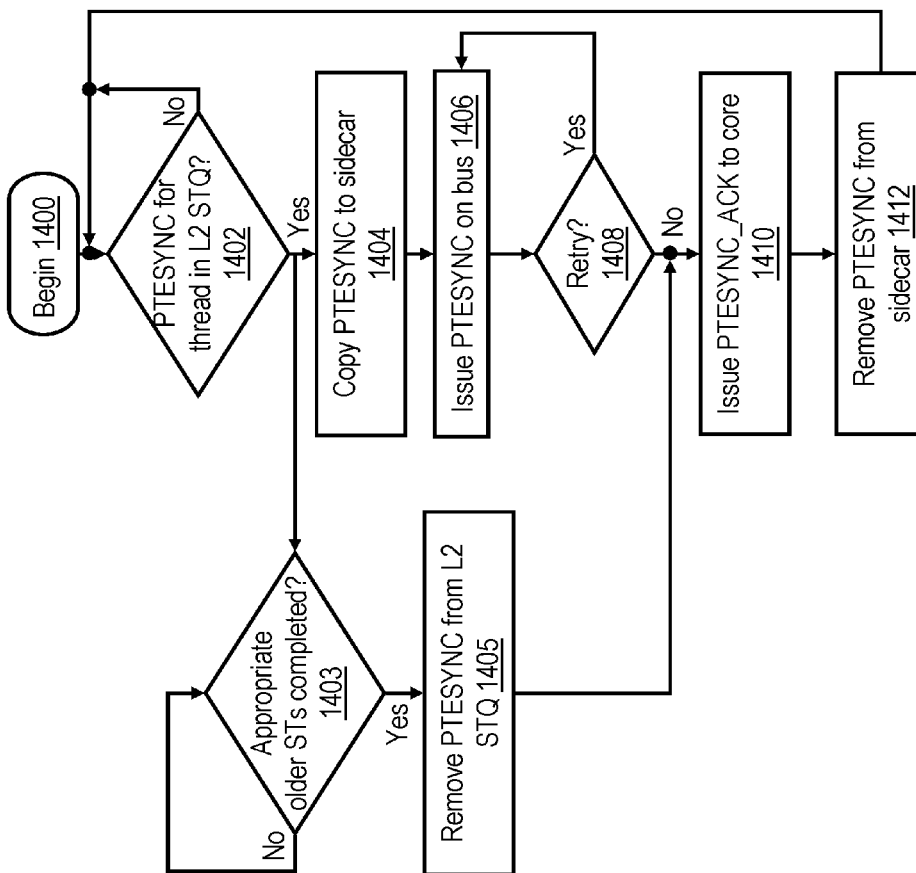 Begin 1400
PTESYNC for
thread in L2 STQ?
1402
No
Yes
Appropriate
older STs completed?
1403
No
Yes
Copy PTESYNC to sidecar
1404
Remove PTESYNC from L2
STQ 1405
Issue PTESYNC on bus 1406
Retry?
1408
Yes
No
Issue PTESYNC_ACK to core
1410
Remove PTESYNC from
sidecar 1412